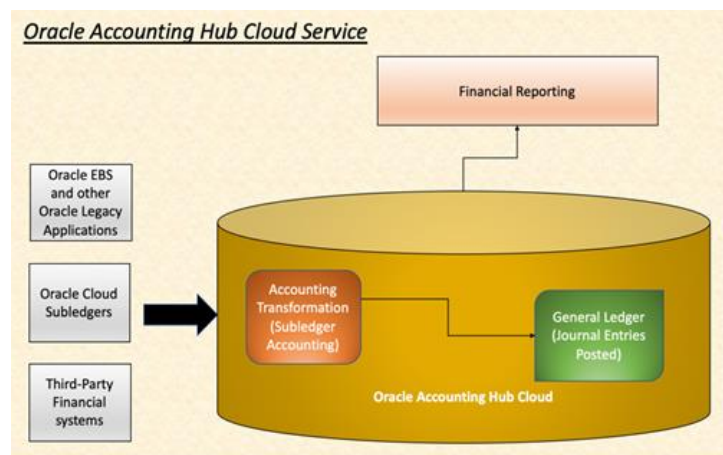 Oracle Accounting Hub Cloud Service
Financial Reporting
Oracle EBS
and other
Oracle Legacy
Applications
Oracle Cloud
Subledgers
Third-Party
Financial
systems
Accounting
Transformation
(Subledger
Accounting)
General Ledger
(Journal Entries
Posted)
Oracle Accounting Hub Cloud